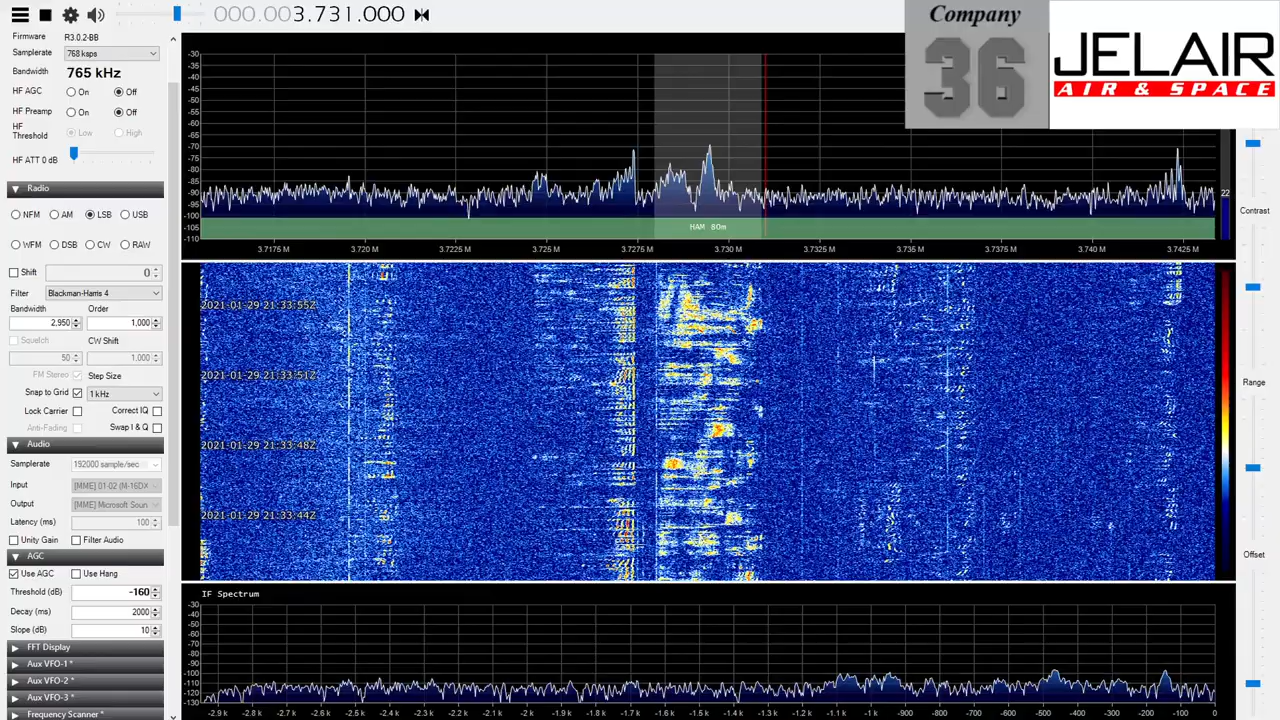 000.003.731.000
Company
36
JELAIR
AIR & SPACE
Firmware R3.0.2-BB
Samplerate 768 ksps
Bandwidth 765 kHz
HF AGC On Off
HF Preamp On Off
HF Threshold Low High
HF ATT 0 dB
Radio
NFM AM LSB USB
WFM DSB CW RAW
Shift 0
Filter Blackman-Harris 4
Bandwidth Order
2,950 1,000
Squelch CW Shift
50 1,000
FM Stereo Step Size
Snap to Grid 1 kHz
Lock Carrier Correct IQ
Anti-Fading Swap I & Q
Audio
Samplerate 192000 sample/sec
Input [MME] 01-02 (M-16DX
Output [MME] Microsoft Soun
Latency (ms) 100
Unity Gain Filter Audio
AGC
Use AGC Use Hang
Threshold (dB) -160
Decay (ms) 2000
Slope (dB) 10
FFT Display
Aux VFO-1 *
Aux VFO-2 *
Aux VFO-3 *
Frequency Scanner *
-30
-35
-40
-45
-50
-55
-60
-65
-70
-75
-80
-85
-90
-95
-100
-105
-110
HAM 80m
22
3.7175 M 3.720 M 3.7225 M 3.725 M 3.7275 M 3.730 M 3.7325 M 3.735 M 3.7375 M 3.740 M 3.7425 M
2021-01-29 21:33:55Z
2021-01-29 21:33:51Z
2021-01-29 21:33:48Z
2021-01-29 21:33:44Z
IF Spectrum
-30
-40
-50
-60
-70
-80
-90
-100
-110
-120
-130
-2.9 k -2.8 k -2.7 k -2.6 k -2.5 k -2.4 k -2.3 k -2.2 k -2.1 k -2 k -1.9 k -1.8 k -1.7 k -1.6 k -1.5 k -1.4 k -1.3 k -1.2 k -1.1 k -1 k -900 -800 -700 -600 -500 -400 -300 -200 -100 0
Contrast
Range
Offset